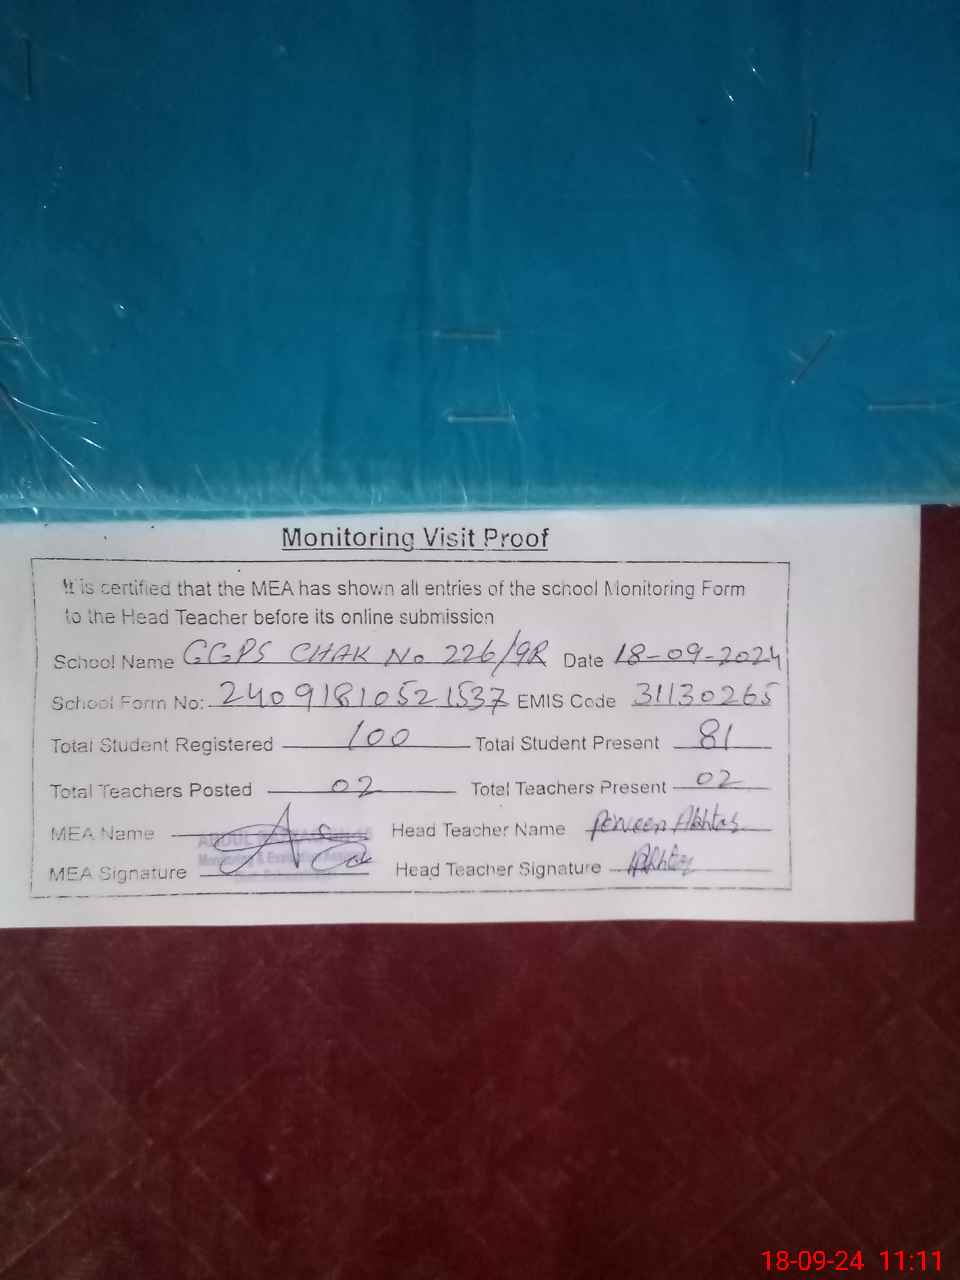 Monitoring Visit Proof
It is certified that the MEA has shown all entries of the school Monitoring Form
to the Head Teacher before its online submission
School Name GGPS CHAK No 226/9R Date 18-09-2024
School Form No: 24091810521537 EMIS Code 31130265
Total Student Registered 100 Total Student Present 81
Total Teachers Posted 02 Total Teachers Present 02
MEA Name Head Teacher Name Perveen Akhtar
MEA Signature Head Teacher Signature
18-09-24 11:11